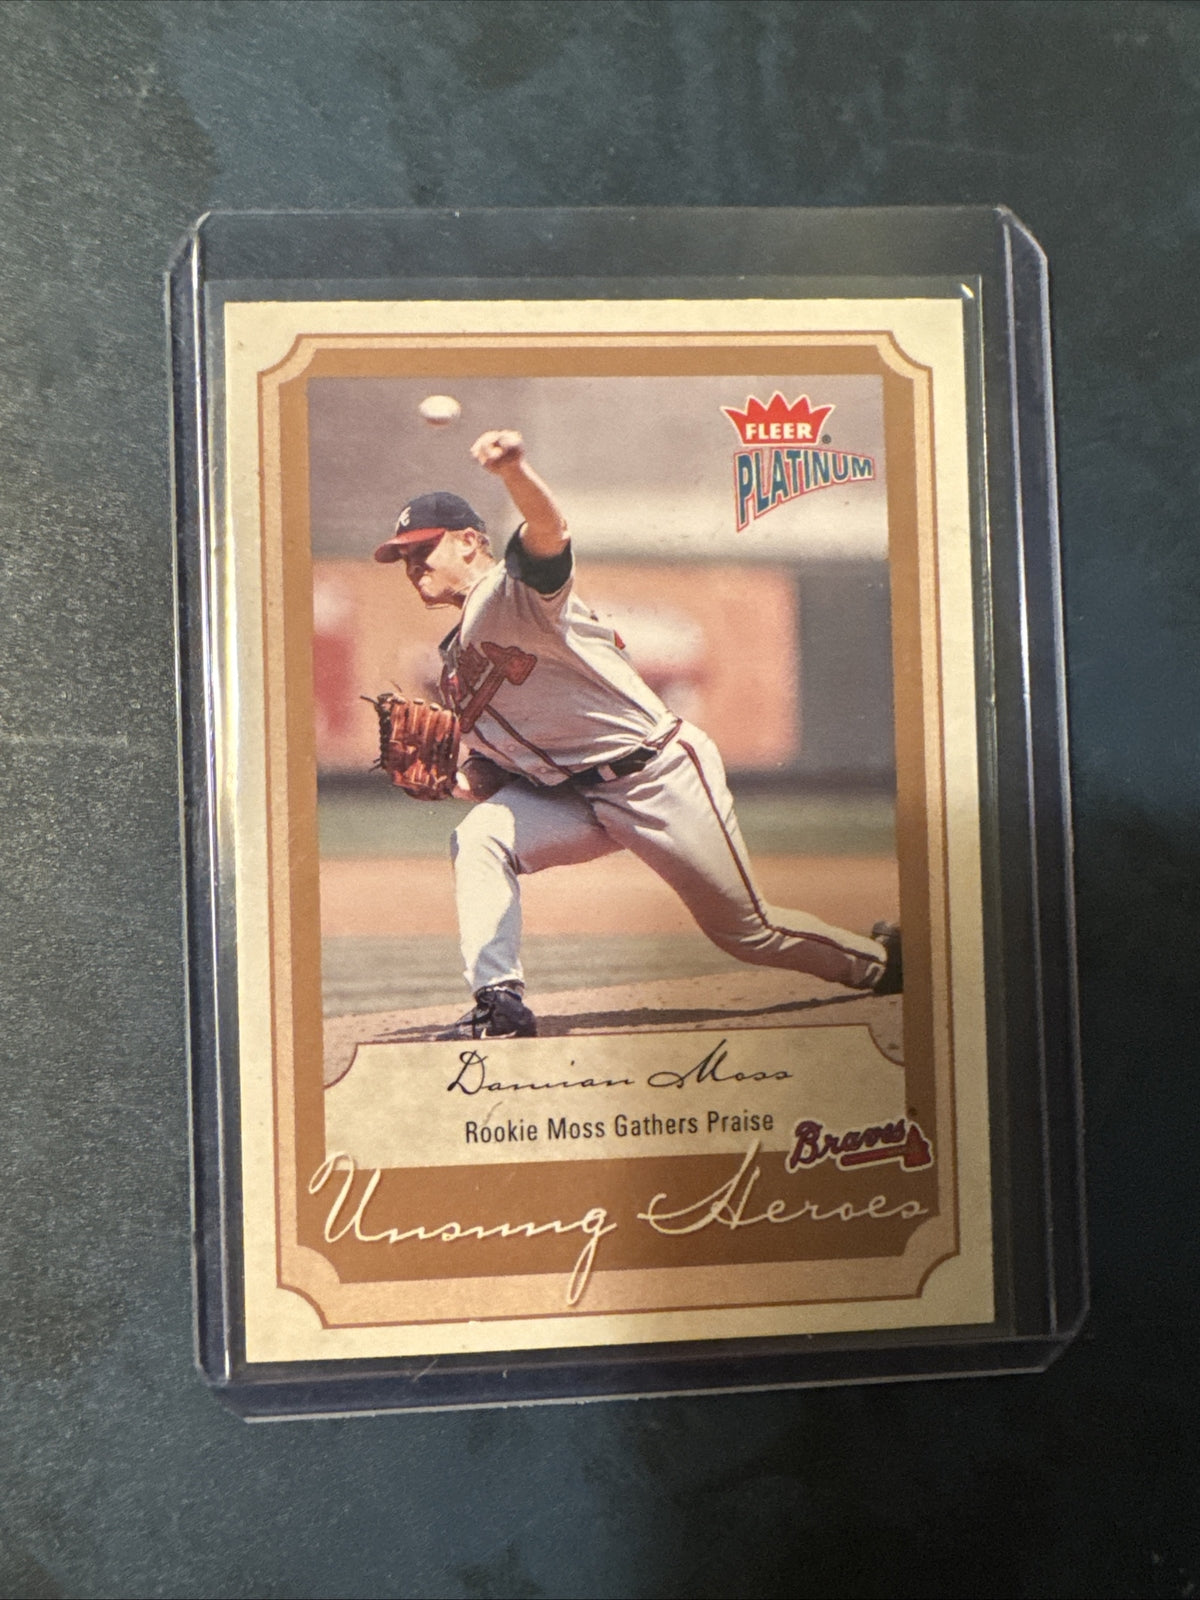 FLEER®
PLATINUM
Damian Moss
Rookie Moss Gathers Praise
Braves
Unsung Heroes